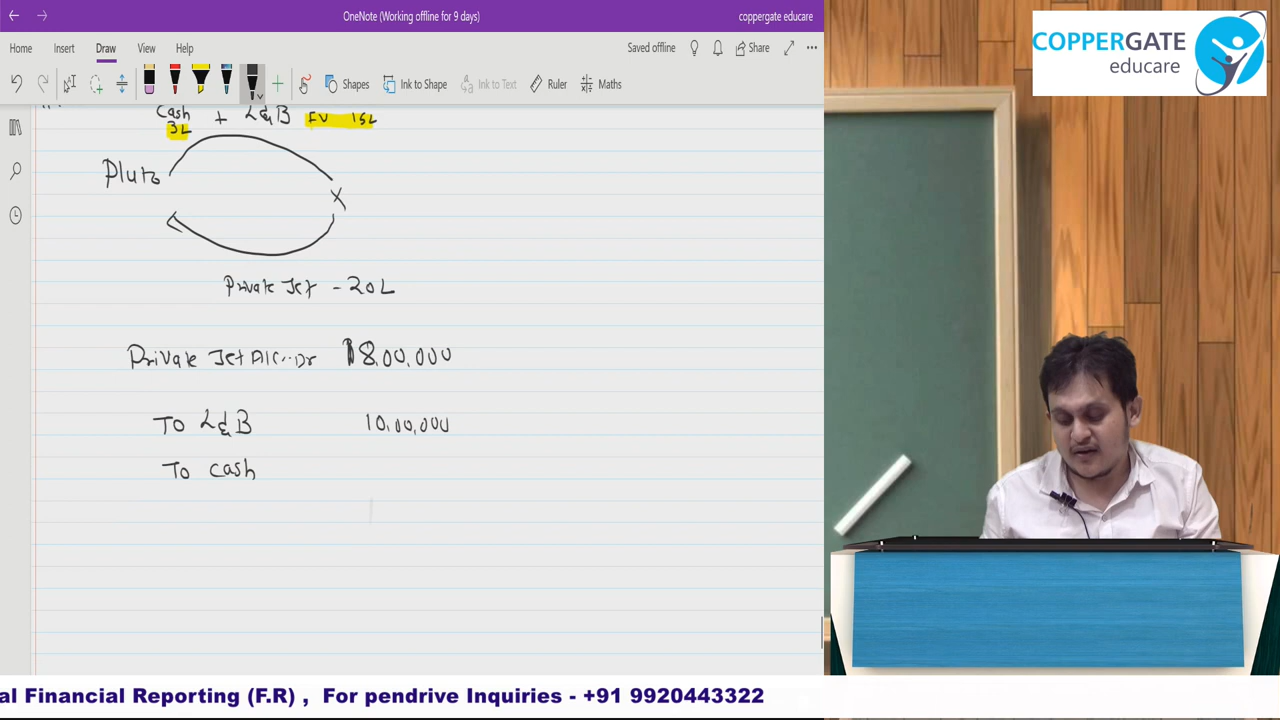 OneNote (Working offline for 9 days)
coppergate educare
Home Insert Draw View Help
Saved offline Share
Shapes Ink to Shape Ink to Text Ruler Maths
COPPERGATE
educare
Cash + L&B FV 15L
3L
Pluto
X
Private Jet - 20L
Private Jet A/c..Dr 18,00,000
To L&B 10,00,000
To cash
al Financial Reporting (F.R) , For pendrive Inquiries - +91 9920443322